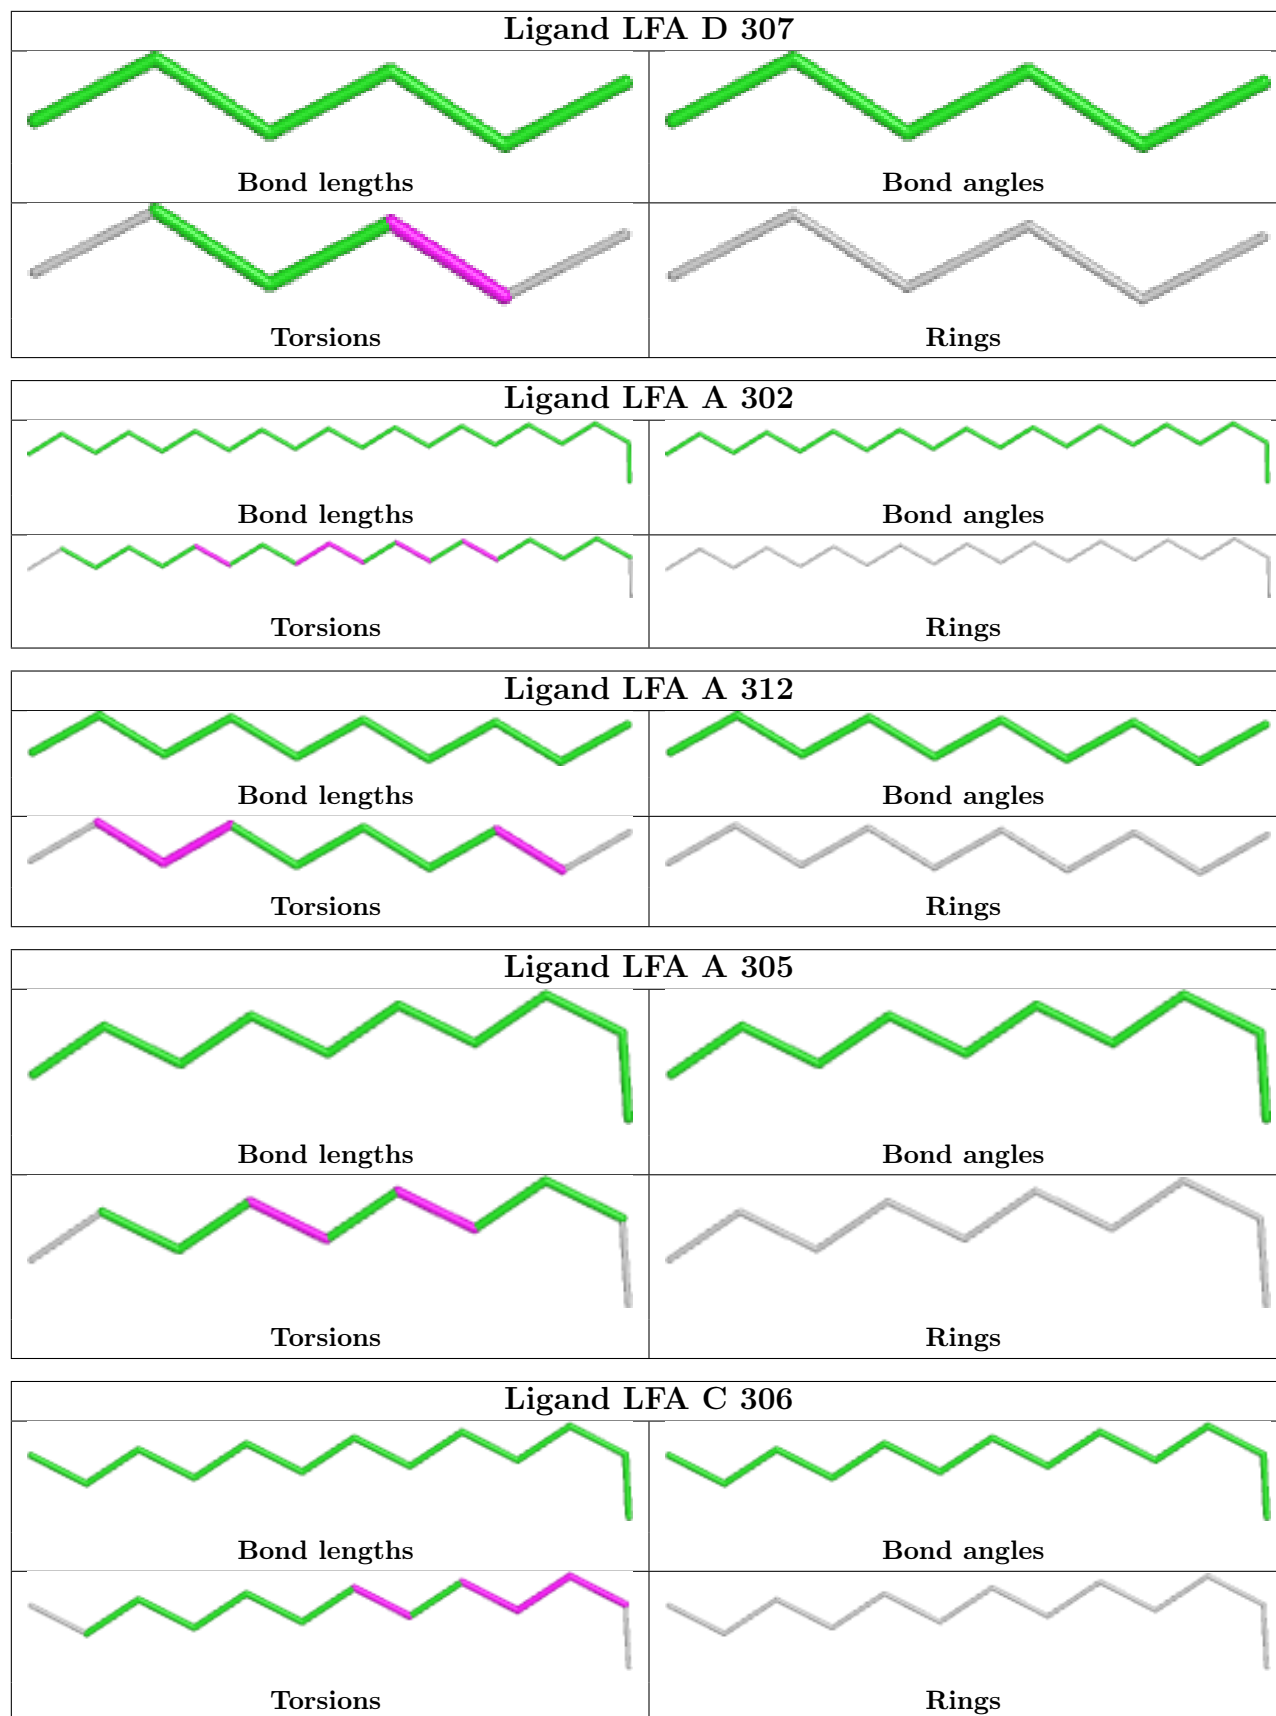 Ligand LFA D 307
Bond lengths
Bond angles
Torsions
Rings
Ligand LFA A 302
Bond lengths
Bond angles
Torsions
Rings
Ligand LFA A 312
Bond lengths
Bond angles
Torsions
Rings
Ligand LFA A 305
Bond lengths
Bond angles
Torsions
Rings
Ligand LFA C 306
Bond lengths
Bond angles
Torsions
Rings